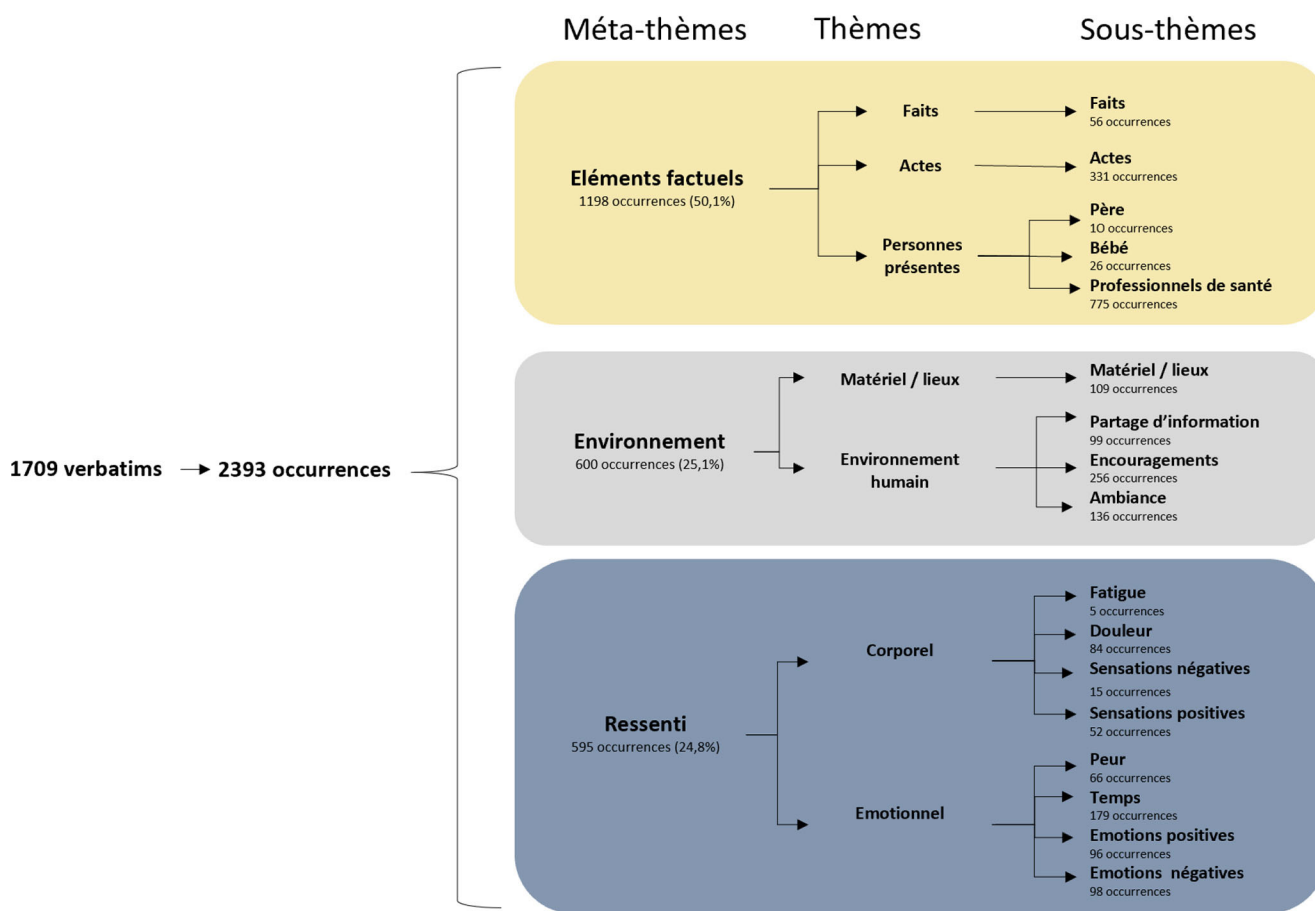 Méta-thèmes
Thèmes
Sous-thèmes
Eléments factuels
1198 occurrences (50,1%)
Faits
Faits
56 occurrences
Actes
Actes
331 occurrences
Personnes
présentes
Père
1O occurrences
Bébé
26 occurrences
Professionnels de santé
775 occurrences
1709 verbatims
2393 occurrences
Environnement
600 occurrences (25,1%)
Matériel / lieux
Matériel / lieux
109 occurrences
Environnement
humain
Partage d’information
99 occurrences
Encouragements
256 occurrences
Ambiance
136 occurrences
Ressenti
595 occurrences (24,8%)
Corporel
Fatigue
5 occurrences
Douleur
84 occurrences
Sensations négatives
15 occurrences
Sensations positives
52 occurrences
Emotionnel
Peur
66 occurrences
Temps
179 occurrences
Emotions positives
96 occurrences
Emotions négatives
98 occurrences